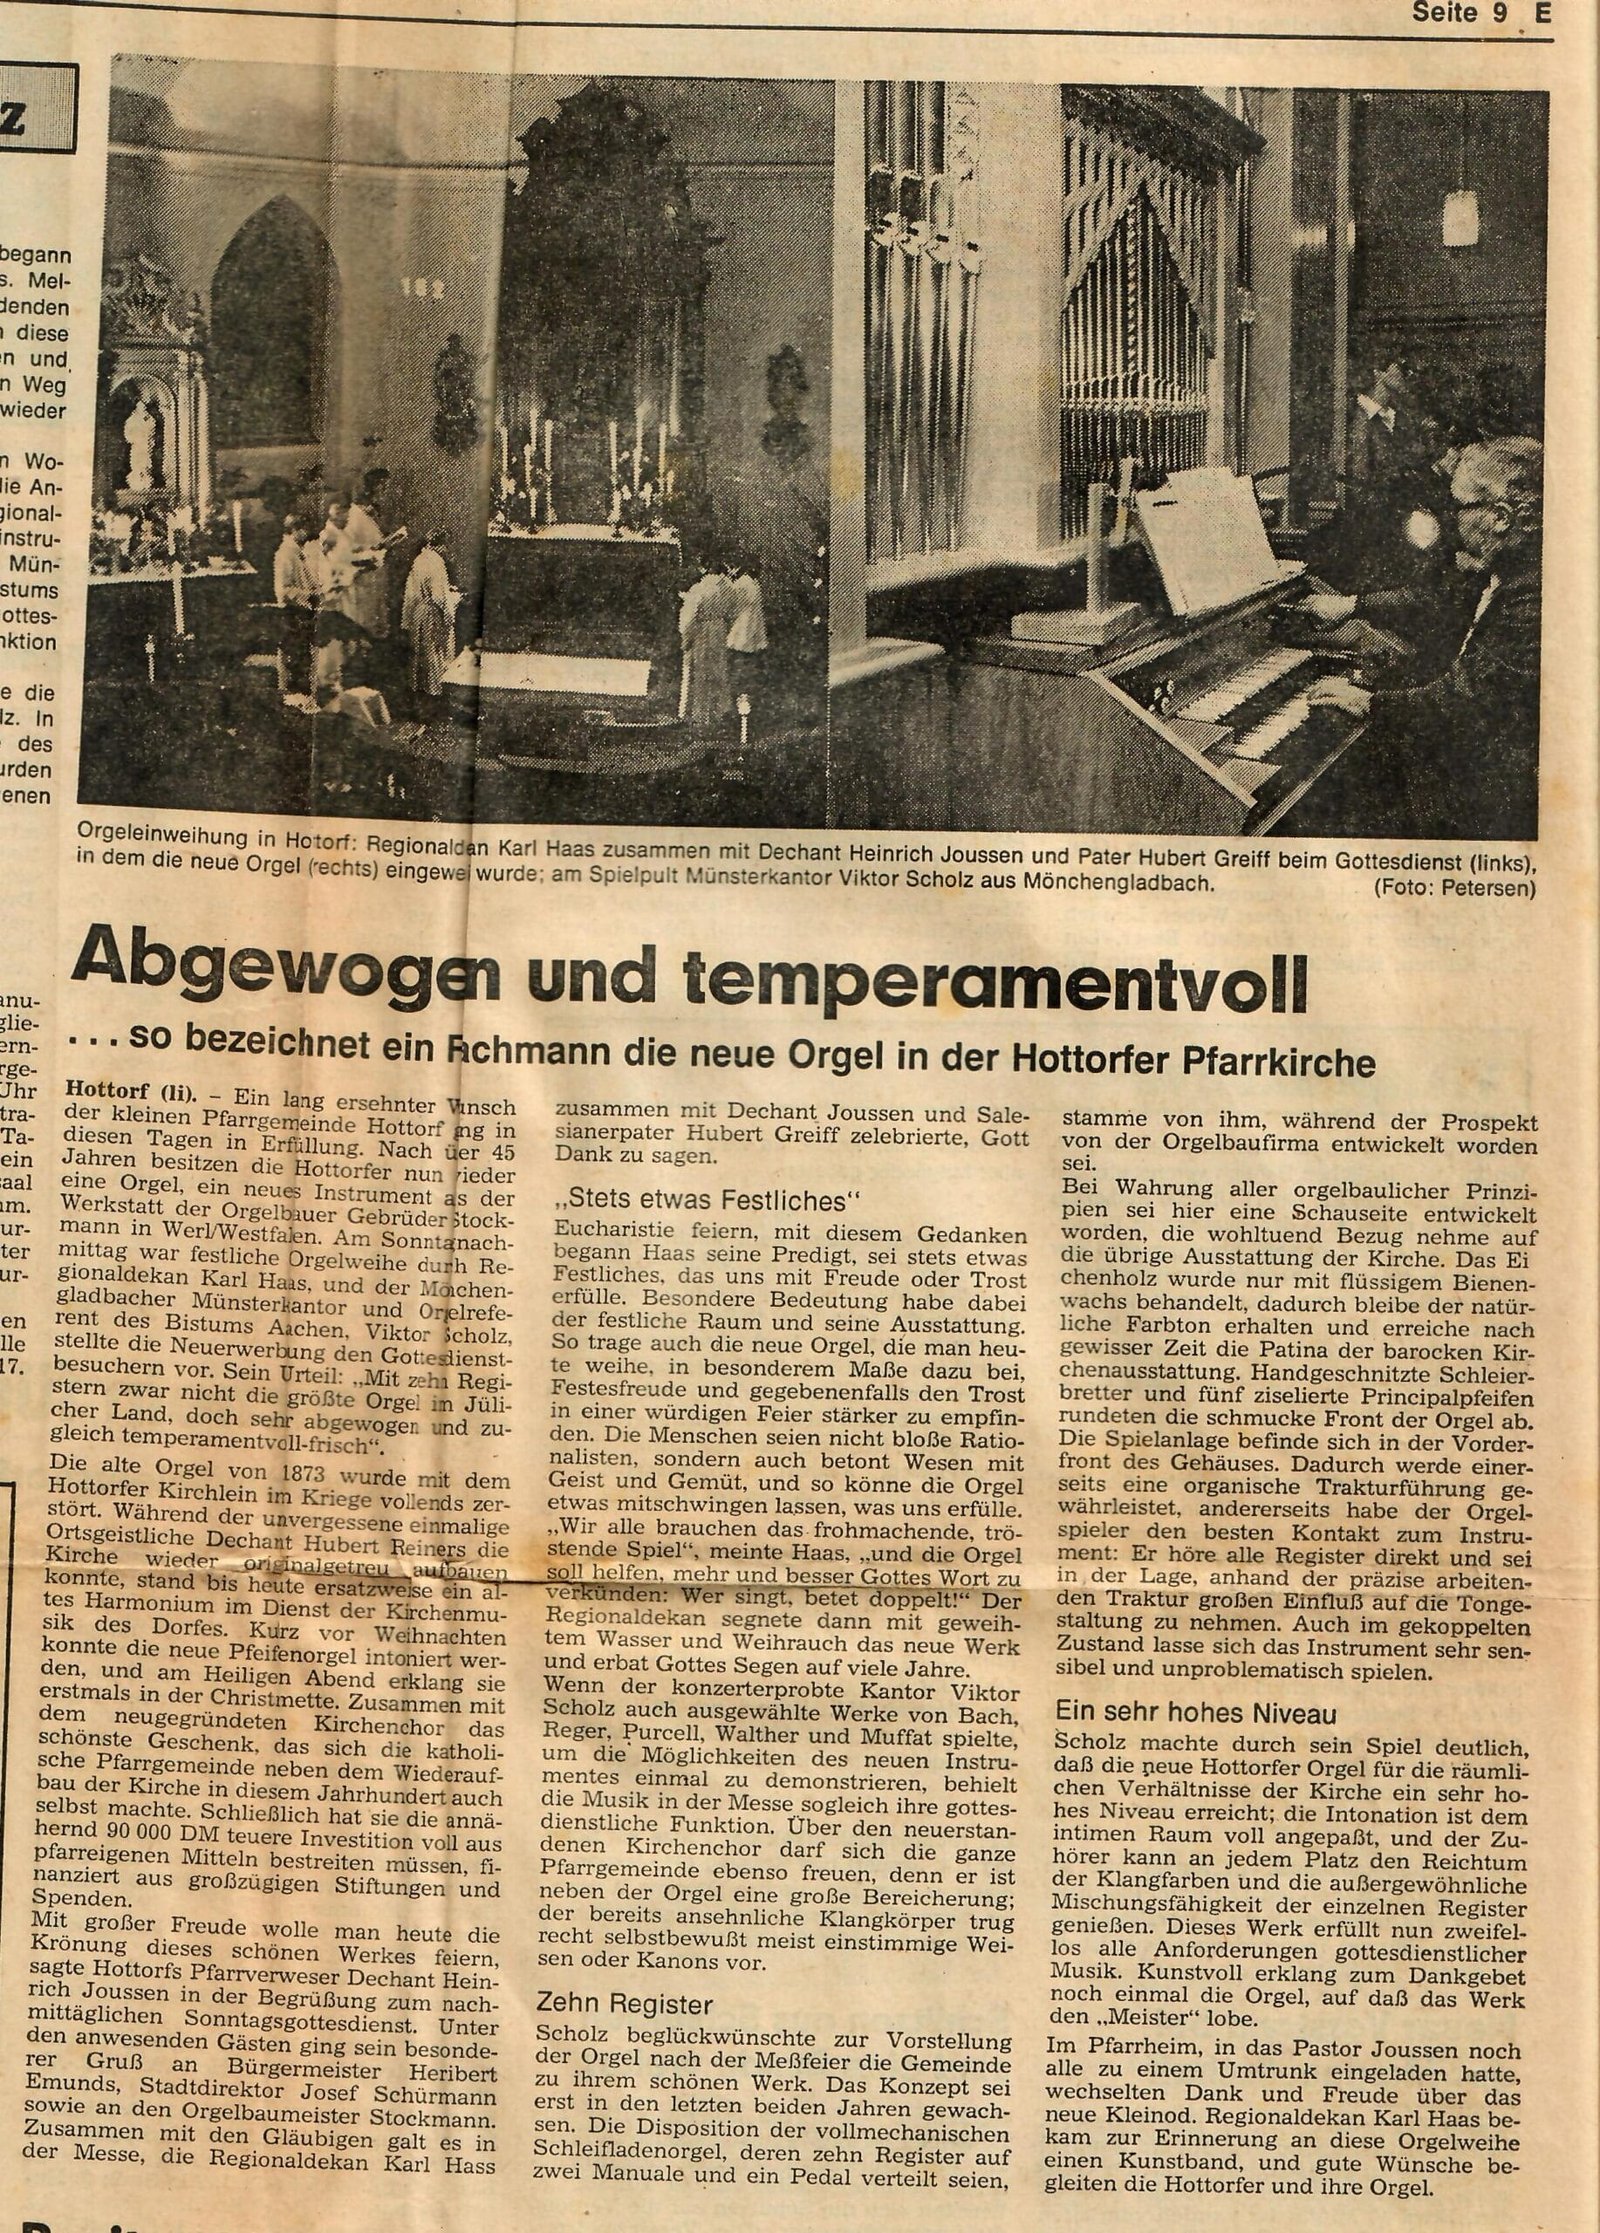 Seite 9 E
z
begann
s. Mel-
denden
diese
en und
n Weg
wieder
n Wo-
die An-
gional-
instru-
Mün-
stums
ottes-
nktion
e die
lz. In
des
urden
enen
182
Orgeleinweihung in Hotorf: Regionaldan Karl Haas zusammen mit Dechant Heinrich Joussen und Pater Hubert Greiff beim Gottesdienst (links),
in dem die neue Orgel (rechts) eingewei wurde; am Spielpult Münsterkantor Viktor Scholz aus Mönchengladbach. (Foto: Petersen)
Abgewogen und temperamentvoll
. . . so bezeichnet ein Fachmann die neue Orgel in der Hottorfer Pfarrkirche
anu-
glie-
ern-
rge-
Uhr
tra-
Ta-
ein
saal
um.
ur-
ter
ur-
en
lle
17.
Hottorf (li). – Ein lang ersehnter Wunsch
der kleinen Pfarrgemeinde Hottorf ging in
diesen Tagen in Erfüllung. Nach über 45
Jahren besitzen die Hottorfer nun wieder
eine Orgel, ein neues Instrument aus der
Werkstatt der Orgelbauer Gebrüder Stock-
mann in Werl/Westfalen. Am Sonntagnach-
mittag war festliche Orgelweihe durch Re-
gionaldekan Karl Haas, und der Mönchen-
gladbacher Münsterkantor und Orgelrefe-
rent des Bistums Aachen, Viktor Scholz,
stellte die Neuerwerbung den Gottesdienst-
besuchern vor. Sein Urteil: „Mit zehn Regi-
stern zwar nicht die größte Orgel im Jüli-
cher Land, doch sehr abgewogen und zu-
gleich temperamentvoll-frisch“.
Die alte Orgel von 1873 wurde mit dem
Hottorfer Kirchlein im Kriege vollends zer-
stört. Während der unvergessene einmalige
Ortsgeistliche Dechant Hubert Reiners die
Kirche wieder originalgetreu aufbauen
konnte, stand bis heute ersatzweise ein al-
tes Harmonium im Dienst der Kirchenmu-
sik des Dorfes. Kurz vor Weihnachten
konnte die neue Pfeifenorgel intoniert wer-
den, und am Heiligen Abend erklang sie
erstmals in der Christmette. Zusammen mit
dem neugegründeten Kirchenchor das
schönste Geschenk, das sich die katholi-
sche Pfarrgemeinde neben dem Wiederauf-
bau der Kirche in diesem Jahrhundert auch
selbst machte. Schließlich hat sie die annä-
hernd 90 000 DM teuere Investition voll aus
pfarreigenen Mitteln bestreiten müssen, fi-
nanziert aus großzügigen Stiftungen und
Spenden.
Mit großer Freude wolle man heute die
Krönung dieses schönen Werkes feiern,
sagte Hottorfs Pfarrverweser Dechant Hein-
rich Joussen in der Begrüßung zum nach-
mittäglichen Sonntagsgottesdienst. Unter
den anwesenden Gästen ging sein besonde-
rer Gruß an Bürgermeister Heribert
Emunds, Stadtdirektor Josef Schürmann
sowie an den Orgelbaumeister Stockmann.
Zusammen mit den Gläubigen galt es in
der Messe, die Regionaldekan Karl Hass
zusammen mit Dechant Joussen und Sale-
sianerpater Hubert Greiff zelebrierte, Gott
Dank zu sagen.
„Stets etwas Festliches“
Eucharistie feiern, mit diesem Gedanken
begann Haas seine Predigt, sei stets etwas
Festliches, das uns mit Freude oder Trost
erfülle. Besondere Bedeutung habe dabei
der festliche Raum und seine Ausstattung.
So trage auch die neue Orgel, die man heu-
te weihe, in besonderem Maße dazu bei,
Festesfreude und gegebenenfalls den Trost
in einer würdigen Feier stärker zu empfin-
den. Die Menschen seien nicht bloße Ratio-
nalisten, sondern auch betont Wesen mit
Geist und Gemüt, und so könne die Orgel
etwas mitschwingen lassen, was uns erfülle.
„Wir alle brauchen das frohmachende, trö-
stende Spiel“, meinte Haas, „und die Orgel
soll helfen, mehr und besser Gottes Wort zu
verkünden: Wer singt, betet doppelt!“ Der
Regionaldekan segnete dann mit geweih-
tem Wasser und Weihrauch das neue Werk
und erbat Gottes Segen auf viele Jahre.
Wenn der konzerterprobte Kantor Viktor
Scholz auch ausgewählte Werke von Bach,
Reger, Purcell, Walther und Muffat spielte,
um die Möglichkeiten des neuen Instru-
mentes einmal zu demonstrieren, behielt
die Musik in der Messe sogleich ihre gottes-
dienstliche Funktion. Über den neuerstan-
denen Kirchenchor darf sich die ganze
Pfarrgemeinde ebenso freuen, denn er ist
neben der Orgel eine große Bereicherung;
der bereits ansehnliche Klangkörper trug
recht selbstbewußt meist einstimmige Wei-
sen oder Kanons vor.
Zehn Register
Scholz beglückwünschte zur Vorstellung
der Orgel nach der Meßfeier die Gemeinde
zu ihrem schönen Werk. Das Konzept sei
erst in den letzten beiden Jahren gewach-
sen. Die Disposition der vollmechanischen
Schleifladenorgel, deren zehn Register auf
zwei Manuale und ein Pedal verteilt seien,
stamme von ihm, während der Prospekt
von der Orgelbaufirma entwickelt worden
sei.
Bei Wahrung aller orgelbaulicher Prinzi-
pien sei hier eine Schauseite entwickelt
worden, die wohltuend Bezug nehme auf
die übrige Ausstattung der Kirche. Das Ei
chenholz wurde nur mit flüssigem Bienen-
wachs behandelt, dadurch bleibe der natür-
liche Farbton erhalten und erreiche nach
gewisser Zeit die Patina der barocken Kir-
chenausstattung. Handgeschnitzte Schleier-
bretter und fünf ziselierte Principalpfeifen
rundeten die schmucke Front der Orgel ab.
Die Spielanlage befinde sich in der Vorder-
front des Gehäuses. Dadurch werde einer-
seits eine organische Trakturführung ge-
währleistet, andererseits habe der Orgel-
spieler den besten Kontakt zum Instru-
ment: Er höre alle Register direkt und sei
in der Lage, anhand der präzise arbeiten-
den Traktur großen Einfluß auf die Tonge-
staltung zu nehmen. Auch im gekoppelten
Zustand lasse sich das Instrument sehr sen-
sibel und unproblematisch spielen.
Ein sehr hohes Niveau
Scholz machte durch sein Spiel deutlich,
daß die neue Hottorfer Orgel für die räumli-
chen Verhältnisse der Kirche ein sehr ho-
hes Niveau erreicht; die Intonation ist dem
intimen Raum voll angepaßt, und der Zu-
hörer kann an jedem Platz den Reichtum
der Klangfarben und die außergewöhnliche
Mischungsfähigkeit der einzelnen Register
genießen. Dieses Werk erfüllt nun zweifel-
los alle Anforderungen gottesdienstlicher
Musik. Kunstvoll erklang zum Dankgebet
noch einmal die Orgel, auf daß das Werk
den „Meister“ lobe.
Im Pfarrheim, in das Pastor Joussen noch
alle zu einem Umtrunk eingeladen hatte,
wechselten Dank und Freude über das
neue Kleinod. Regionaldekan Karl Haas be-
kam zur Erinnerung an diese Orgelweihe
einen Kunstband, und gute Wünsche be-
gleiten die Hottorfer und ihre Orgel.